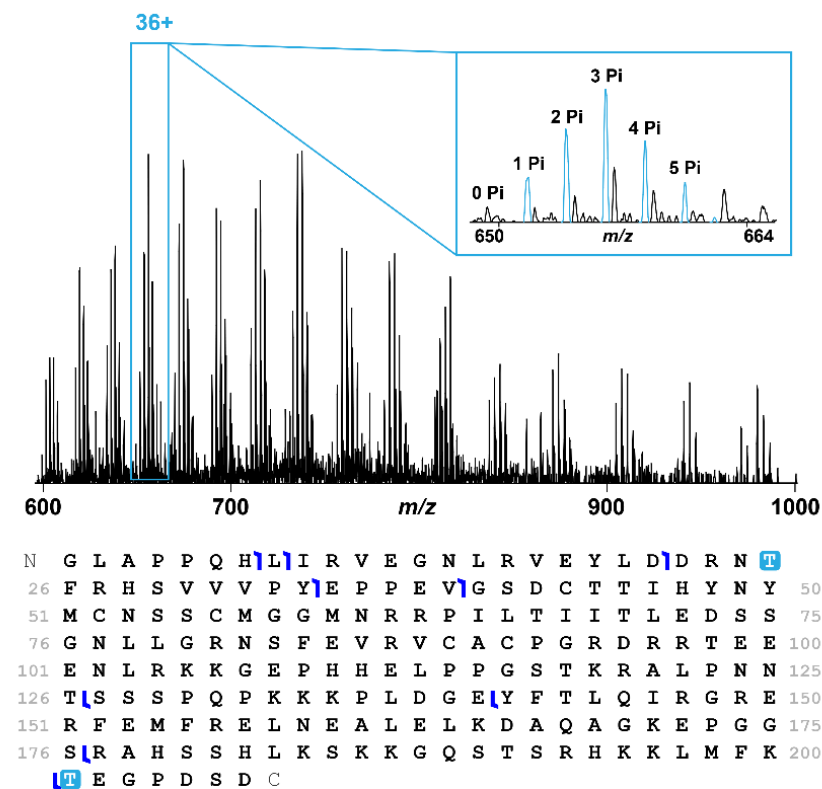 36+
3 Pi
2 Pi
4 Pi
1 Pi
5 Pi
0 Pi
650 m/z 664
600 700 m/z 900 1000
N G L A P P Q H L I R V E G N L R V E Y L D D R N T
26 F R H S V V V P Y E P P E V G S D C T T I H Y N Y 50
51 M C N S S C M G G M N R R P I L T I I T L E D S S 75
76 G N L L G R N S F E V R V C A C P G R D R R T E E 100
101 E N L R K K G E P H H E L P P G S T K R A L P N N 125
126 T S S S P Q P K K K P L D G E Y F T L Q I R G R E 150
151 R F E M F R E L N E A L E L K D A Q A G K E P G G 175
176 S R A H S S H L K S K K G Q S T S R H K K L M F K 200
T E G P D S D C